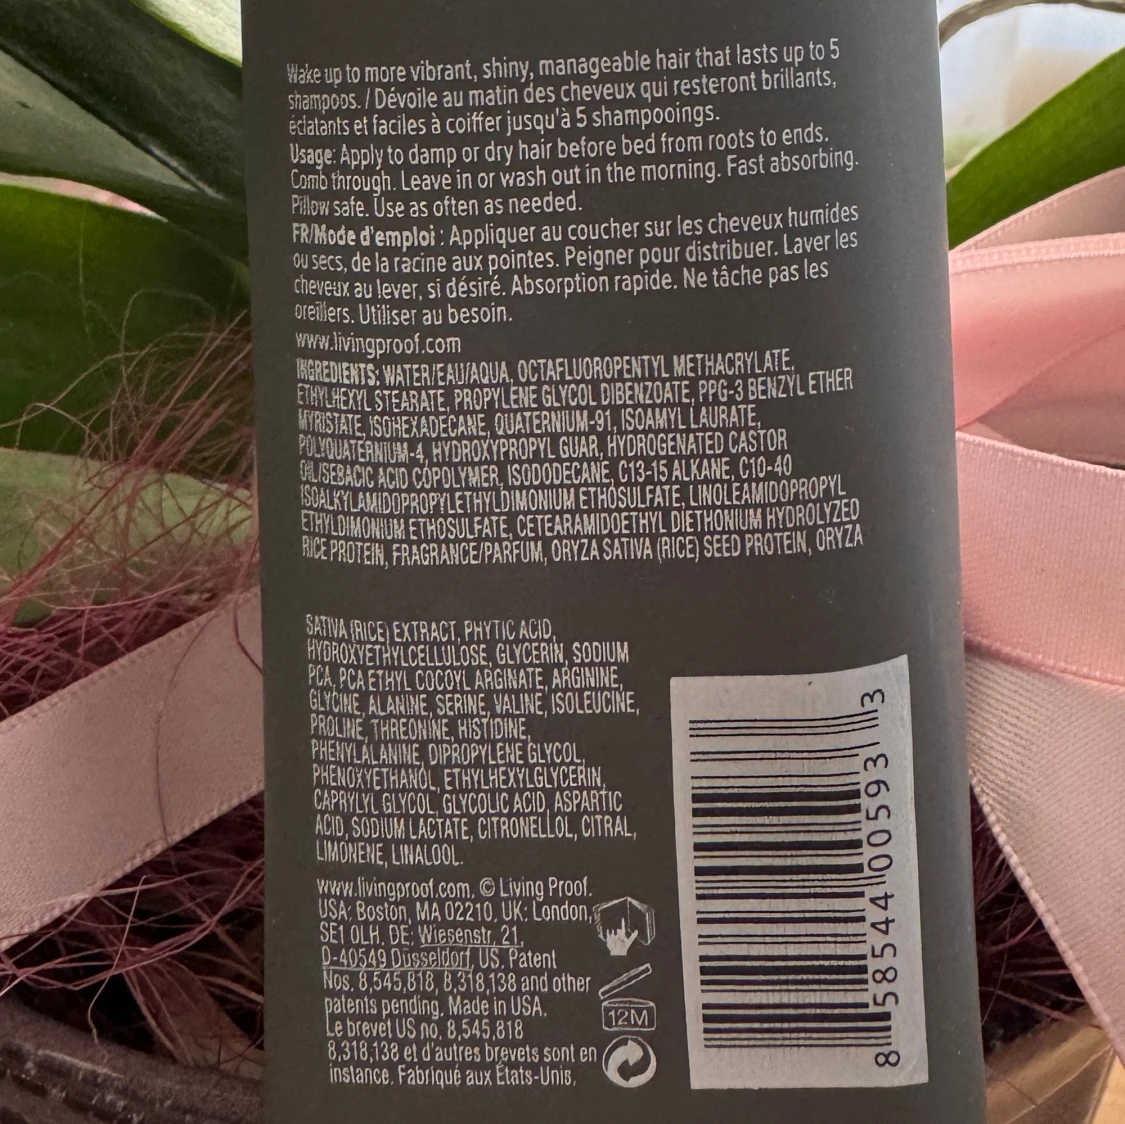 Wake up to more vibrant, shiny, manageable hair that lasts up to 5
shampoos. / Dévoile au matin des cheveux qui resteront brillants,
éclatants et faciles à coiffer jusqu'à 5 shampooings.
Usage: Apply to damp or dry hair before bed from roots to ends.
Comb through. Leave in or wash out in the morning. Fast absorbing.
Pillow safe. Use as often as needed.
FR/Mode d'emploi : Appliquer au coucher sur les cheveux humides
ou secs, de la racine aux pointes. Peigner pour distribuer. Laver les
cheveux au lever, si désiré. Absorption rapide. Ne tâche pas les
oreillers. Utiliser au besoin.
www.livingproof.com
INGREDIENTS: WATER/EAU/AQUA, OCTAFLUOROPENTYL METHACRYLATE,
ETHYLHEXYL STEARATE, PROPYLENE GLYCOL DIBENZOATE, PPG-3 BENZYL ETHER
MYRISTATE, ISOHEXADECANE, QUATERNIUM-91, ISOAMYL LAURATE,
POLYQUATERNIUM-4, HYDROXYPROPYL GUAR, HYDROGENATED CASTOR
OIL/SEBACIC ACID COPOLYMER, ISODODECANE, C13-15 ALKANE, C10-40
ISOALKYLAMIDOPROPYLETHYLDIMONIUM ETHOSULFATE, LINOLEAMIDOPROPYL
ETHYLDIMONIUM ETHOSULFATE, CETEARAMIDOETHYL DIETHONIUM HYDROLYZED
RICE PROTEIN, FRAGRANCE/PARFUM, ORYZA SATIVA (RICE) SEED PROTEIN, ORYZA
SATIVA (RICE) EXTRACT, PHYTIC ACID,
HYDROXYETHYLCELLULOSE, GLYCERIN, SODIUM
PCA, PCA ETHYL COCOYL ARGINATE, ARGININE,
GLYCINE, ALANINE, SERINE, VALINE, ISOLEUCINE,
PROLINE, THREONINE, HISTIDINE,
PHENYLALANINE, DIPROPYLENE GLYCOL,
PHENOXYETHANOL, ETHYLHEXYLGLYCERIN,
CAPRYLYL GLYCOL, GLYCOLIC ACID, ASPARTIC
ACID, SODIUM LACTATE, CITRONELLOL, CITRAL,
LIMONENE, LINALOOL.
www.livingproof.com. © Living Proof.
USA: Boston, MA 02210, UK: London,
SE1 0LH. DE: Wiesenstr. 21,
D-40549 Düsseldorf, US. Patent
Nos. 8,545,818, 8,318,138 and other
patents pending. Made in USA.
Le brevet US no. 8,545,818
8,318,138 et d'autres brevets sont en
instance. Fabriqué aux États-Unis.
12M
8 58544 00593 3